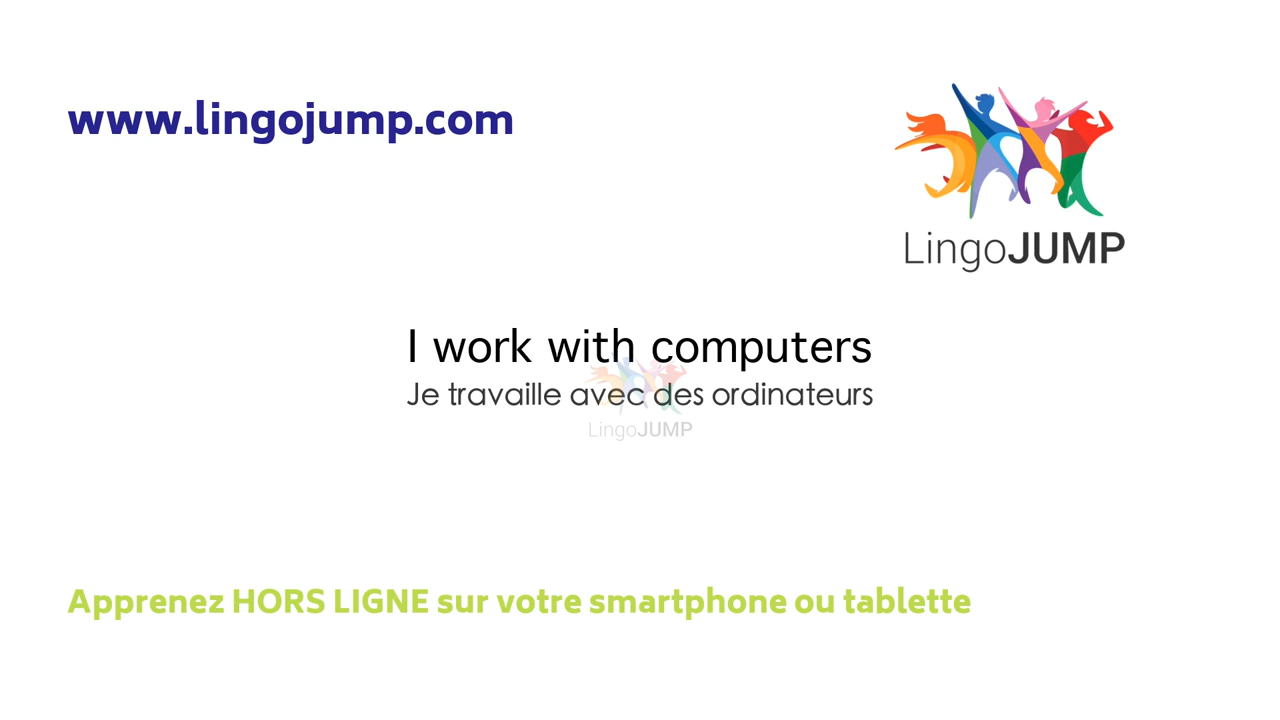 www.lingojump.com
LingoJUMP
I work with computers
Je travaille avec des ordinateurs
LingoJUMP
Apprenez HORS LIGNE sur votre smartphone ou tablette